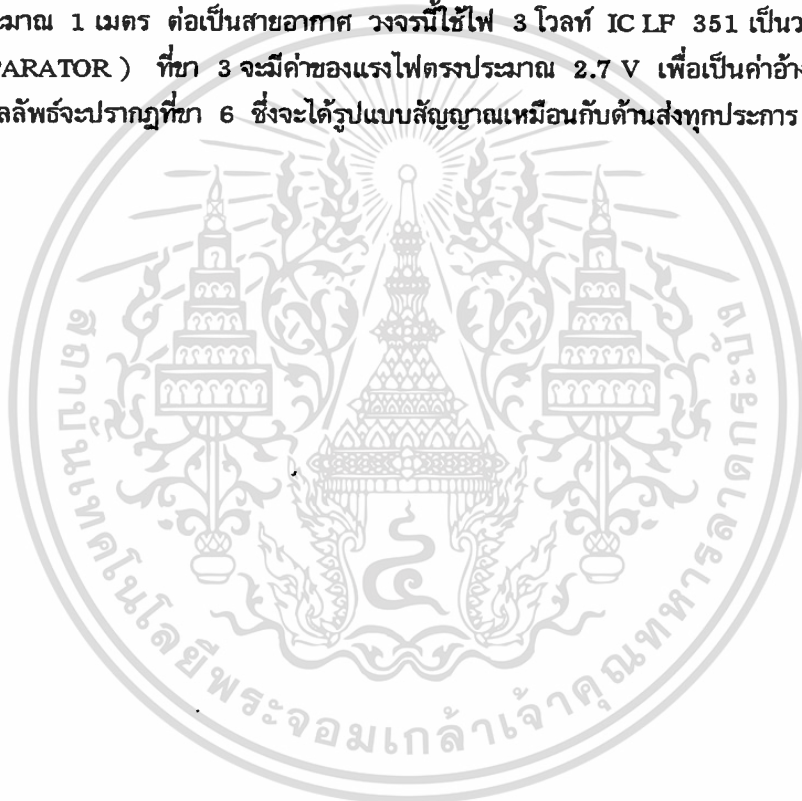 ะมาณ 1 เมตร ต่อเป็นสายอากาศ วงจรนี้ใช้ไฟ 3 โวลท์ IC LF 351 เป็นว
PARATOR ) ที่ขา 3 จะมีค่าของแรงไฟตรงประมาณ 2.7 V เพื่อเป็นค่าอ้าง
ลลัพธ์จะปรากฏที่ขา 6 ซึ่งจะได้รูปแบบสัญญาณเหมือนกับด้านส่งทุกประการ
สถาบันเทคโนโลยีพระจอมเกล้าเจ้าคุณทหารลาดกระบัง